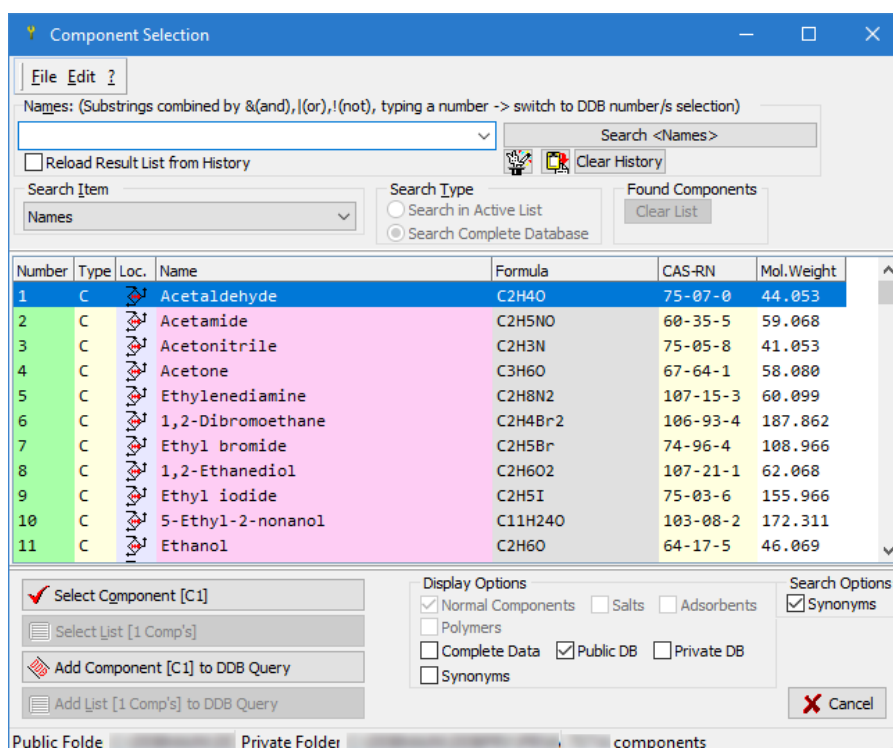 Component Selection
File Edit ?
Names: (Substrings combined by &(and),|(or),!(not), typing a number -> switch to DDB number/s selection)
Search <Names>
Reload Result List from History
Clear History
Search Item
Search Type
Found Components
Names
Search in Active List
Clear List
Search Complete Database
Number Type Loc. Name Formula CAS-RN Mol.Weight
1 C Acetaldehyde C2H4O 75-07-0 44.053
2 C Acetamide C2H5NO 60-35-5 59.068
3 C Acetonitrile C2H3N 75-05-8 41.053
4 C Acetone C3H6O 67-64-1 58.080
5 C Ethylenediamine C2H8N2 107-15-3 60.099
6 C 1,2-Dibromoethane C2H4Br2 106-93-4 187.862
7 C Ethyl bromide C2H5Br 74-96-4 108.966
8 C 1,2-Ethanediol C2H6O2 107-21-1 62.068
9 C Ethyl iodide C2H5I 75-03-6 155.966
10 C 5-Ethyl-2-nonanol C11H24O 103-08-2 172.311
11 C Ethanol C2H6O 64-17-5 46.069
Select Component [C1]
Select List [1 Comp's]
Add Component [C1] to DDB Query
Add List [1 Comp's] to DDB Query
Display Options
Normal Components Salts Adsorbents
Polymers
Complete Data Public DB Private DB
Synonyms
Search Options
Synonyms
Cancel
Public Folde Private Folder components